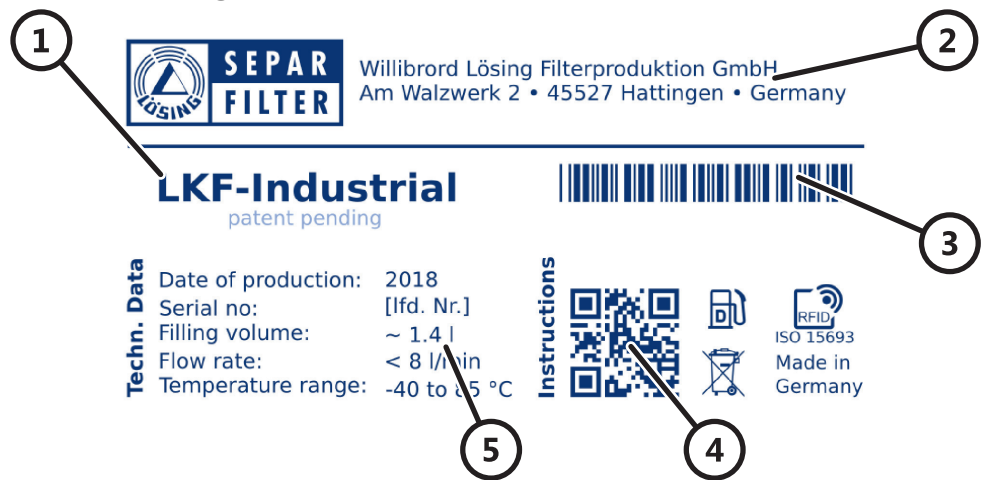 1
2
SEPAR
FILTER
LÖSING
Willibrord Lösing Filterproduktion GmbH
Am Walzwerk 2 • 45527 Hattingen • Germany
LKF-Industrial
patent pending
3
Techn. Data
Date of production: 2018
Serial no: [lfd. Nr.]
Filling volume: ~ 1.4 l
Flow rate: < 8 l/min
Temperature range: -40 to 85 °C
Instructions
D
RFID
ISO 15693
Made in
Germany
5
4